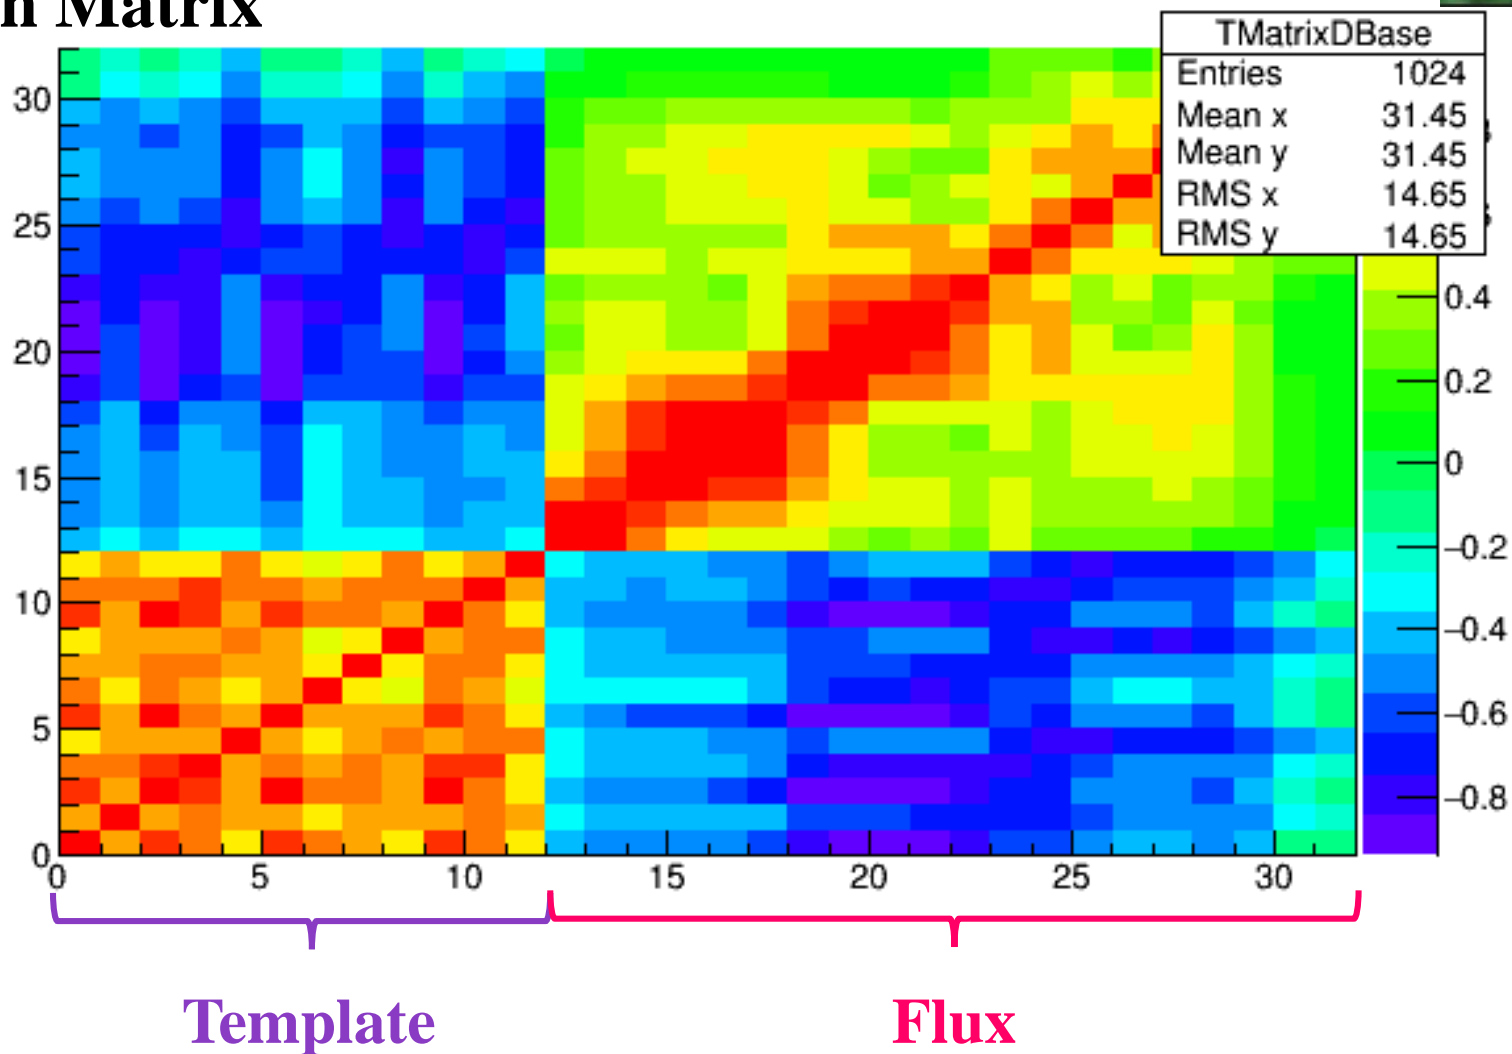 Matrix
TMatrixDBase
Entries 1024
Mean x 31.45
Mean y 31.45
RMS x 14.65
RMS y 14.65
30
25
20
15
10
5
0
0.4
0.2
0
−0.2
−0.4
−0.6
−0.8
0 5 10 15 20 25 30
Template Flux